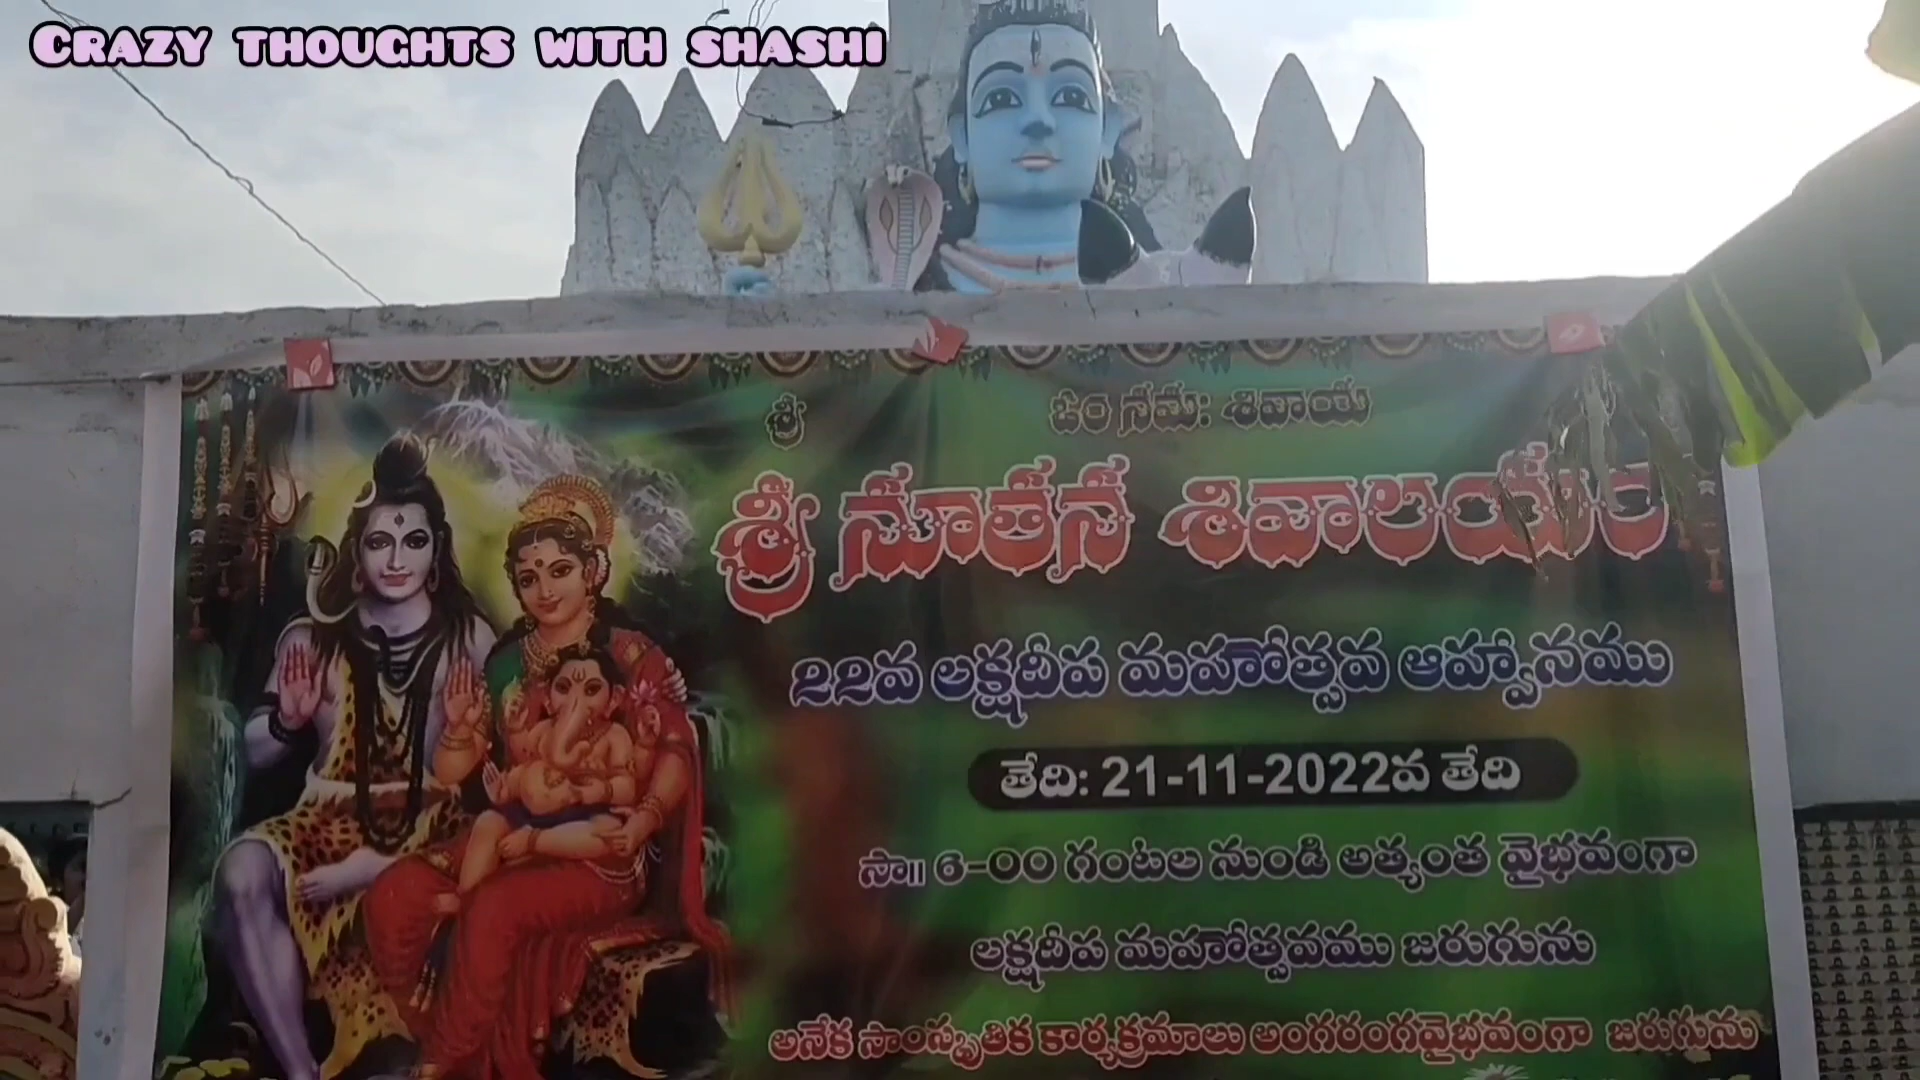 CRAZY THOUGHTS WITH SHASHI
శ్రీ ఓం నమః శివాయ
శ్రీ నూతన శివాలయం
22వ లక్షదీప మహోత్సవ ఆహ్వానము
తేది: 21-11-2022వ తేది
సా॥ 6-00 గంటల నుండి అత్యంత వైభవంగా
లక్షదీప మహోత్సవము జరుగును
అనేక సాంస్కృతిక కార్యక్రమాలు అంగరంగవైభవంగా జరుగును